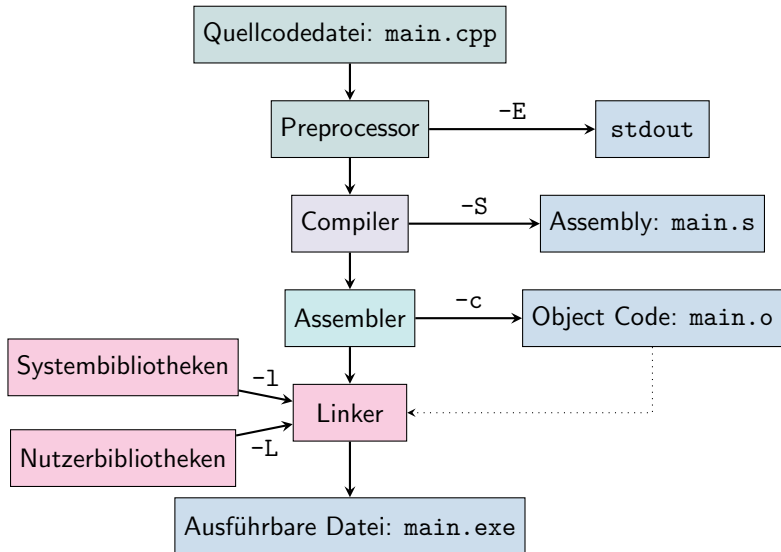 Quellcodedatei: main.cpp
Preprocessor
-E
stdout
Compiler
-S
Assembly: main.s
Assembler
-c
Object Code: main.o
Systembibliotheken
-l
Linker
Nutzerbibliotheken
-L
Ausführbare Datei: main.exe